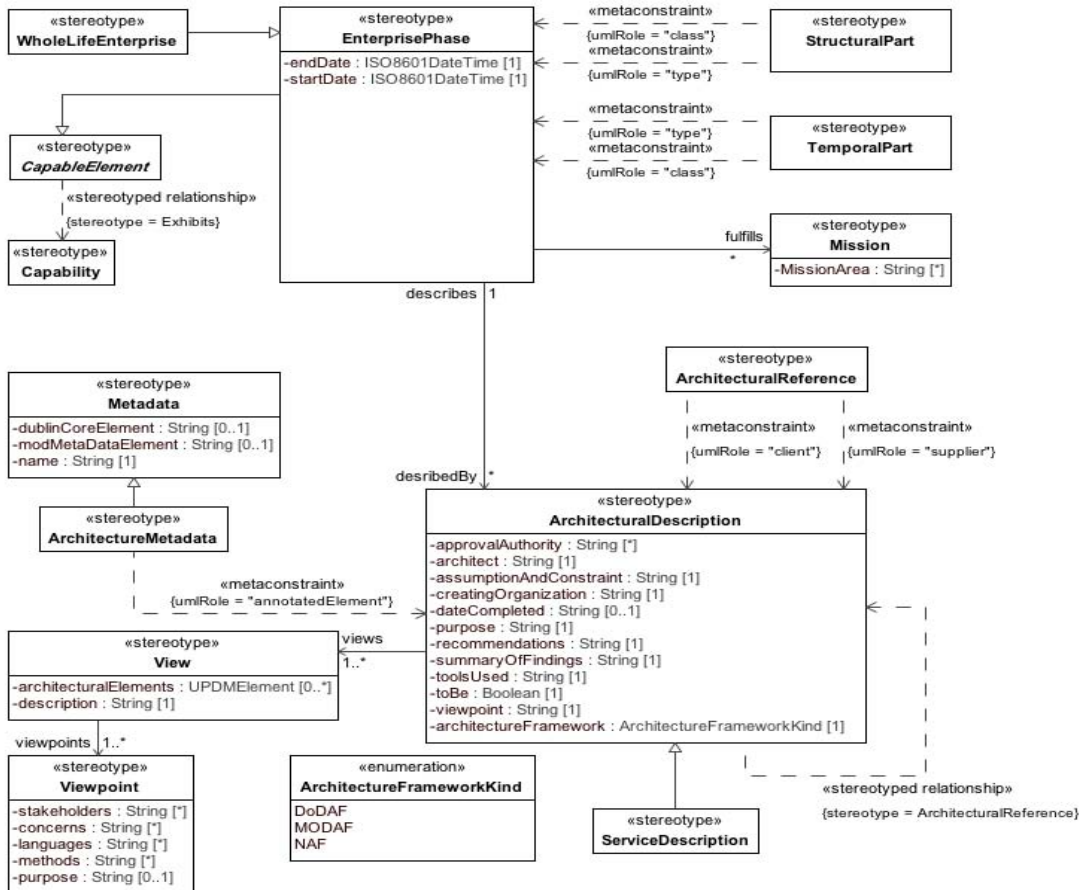 «stereotype»
WholeLifeEnterprise
«stereotype»
EnterprisePhase
-endDate : ISO8601DateTime [1]
-startDate : ISO8601DateTime [1]
«metaconstraint»
{umlRole = "class"}
«metaconstraint»
{umlRole = "type"}
«stereotype»
StructuralPart
«metaconstraint»
{umlRole = "type"}
«metaconstraint»
{umlRole = "class"}
«stereotype»
TemporalPart
«stereotype»
CapableElement
«stereotyped relationship»
{stereotype = Exhibits}
«stereotype»
Capability
fulfills
*
«stereotype»
Mission
-MissionArea : String [*]
describes
1
«stereotype»
ArchitecturalReference
«metaconstraint»
{umlRole = "client"}
«metaconstraint»
{umlRole = "supplier"}
«stereotype»
Metadata
-dublinCoreElement : String [0..1]
-modMetaDataElement : String [0..1]
-name : String [1]
desribedBy
*
«stereotype»
ArchitectureMetadata
«metaconstraint»
{umlRole = "annotatedElement"}
«stereotype»
ArchitecturalDescription
-approvalAuthority : String [*]
-architect : String [1]
-assumptionAndConstraint : String [1]
-creatingOrganization : String [1]
-dateCompleted : String [0..1]
-purpose : String [1]
-recommendations : String [1]
-summaryOfFindings : String [1]
-toolsUsed : String [1]
-toBe : Boolean [1]
-viewpoint : String [1]
-architectureFramework : ArchitectureFrameworkKind [1]
views
1..*
«stereotype»
View
-architecturalElements : UPDMElement [0..*]
-description : String [1]
viewpoints
1..*
«stereotype»
Viewpoint
-stakeholders : String [*]
-concerns : String [*]
-languages : String [*]
-methods : String [*]
-purpose : String [0..1]
«enumeration»
ArchitectureFrameworkKind
DoDAF
MODAF
NAF
«stereotype»
ServiceDescription
«stereotyped relationship»
{stereotype = ArchitecturalReference}